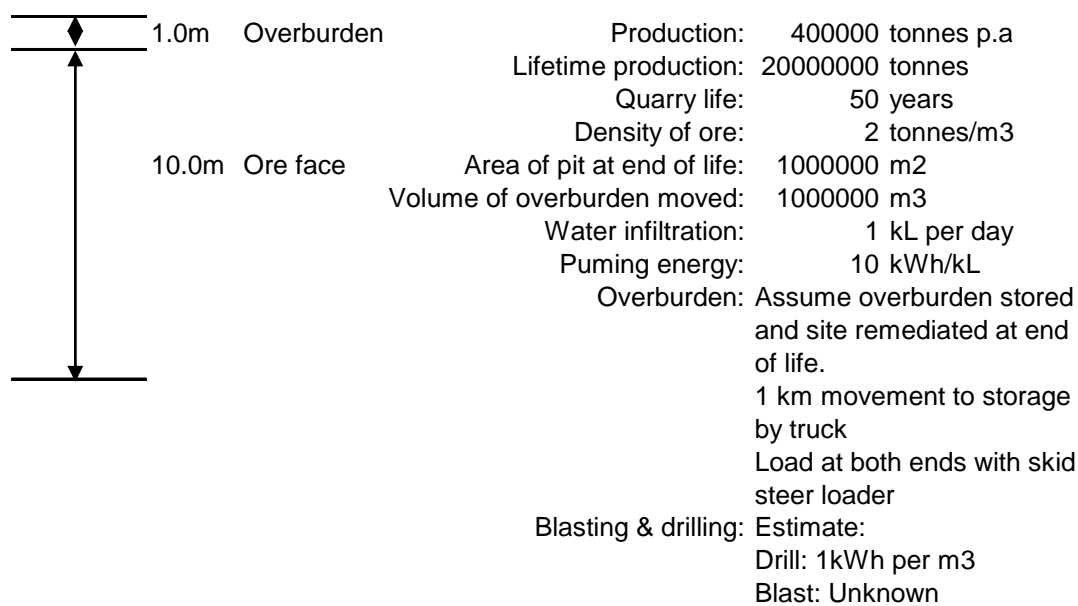 1.0m Overburden Production: 400000 tonnes p.a
Lifetime production: 20000000 tonnes
Quarry life: 50 years
Density of ore: 2 tonnes/m3
10.0m Ore face Area of pit at end of life: 1000000 m2
Volume of overburden moved: 1000000 m3
Water infiltration: 1 kL per day
Puming energy: 10 kWh/kL
Overburden: Assume overburden stored
and site remediated at end
of life.
1 km movement to storage
by truck
Load at both ends with skid
steer loader
Blasting & drilling: Estimate:
Drill: 1kWh per m3
Blast: Unknown